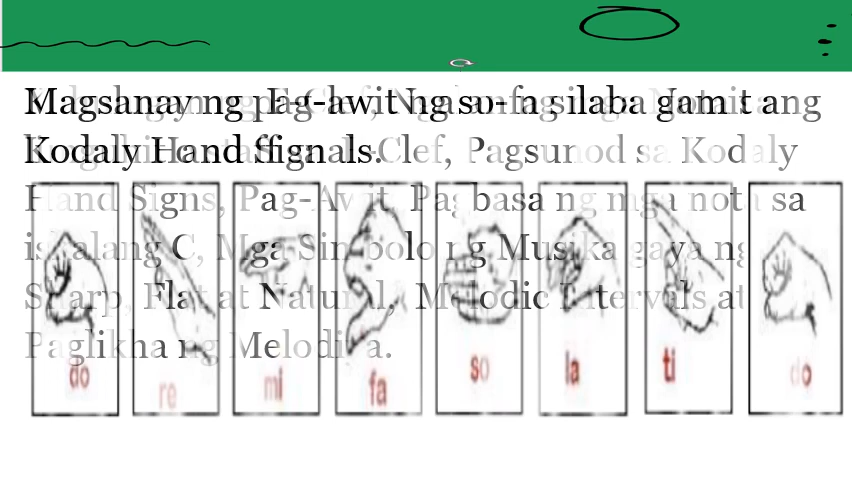 Magsanay ng pag-awit ng so-fa silaba gamit ang
Kodaly Hand Signals.
Clef, Pagsunod sa Kodaly
Hand Signs, Pag-Awit, Pagbasa ng mga nota sa
iskalang C, Mga Simbolo ng Musika gaya ng
Sharp, Flat at Natural, Melodic Intervals at
Paglikha ng Melodiya.
do re mi fa so la ti do